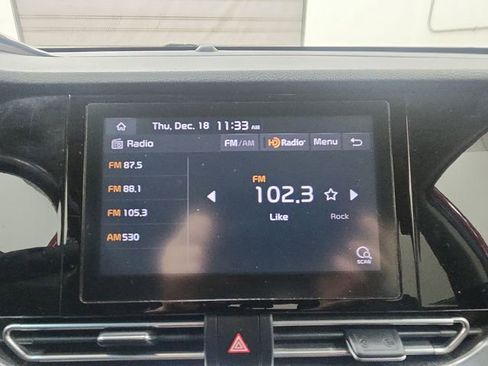 Thu, Dec. 18 11:33 AM
Radio FM/AM HD Radio Menu
FM 87.5
FM 88.1
FM 105.3
AM 530
FM
102.3
Like Rock
SCAN